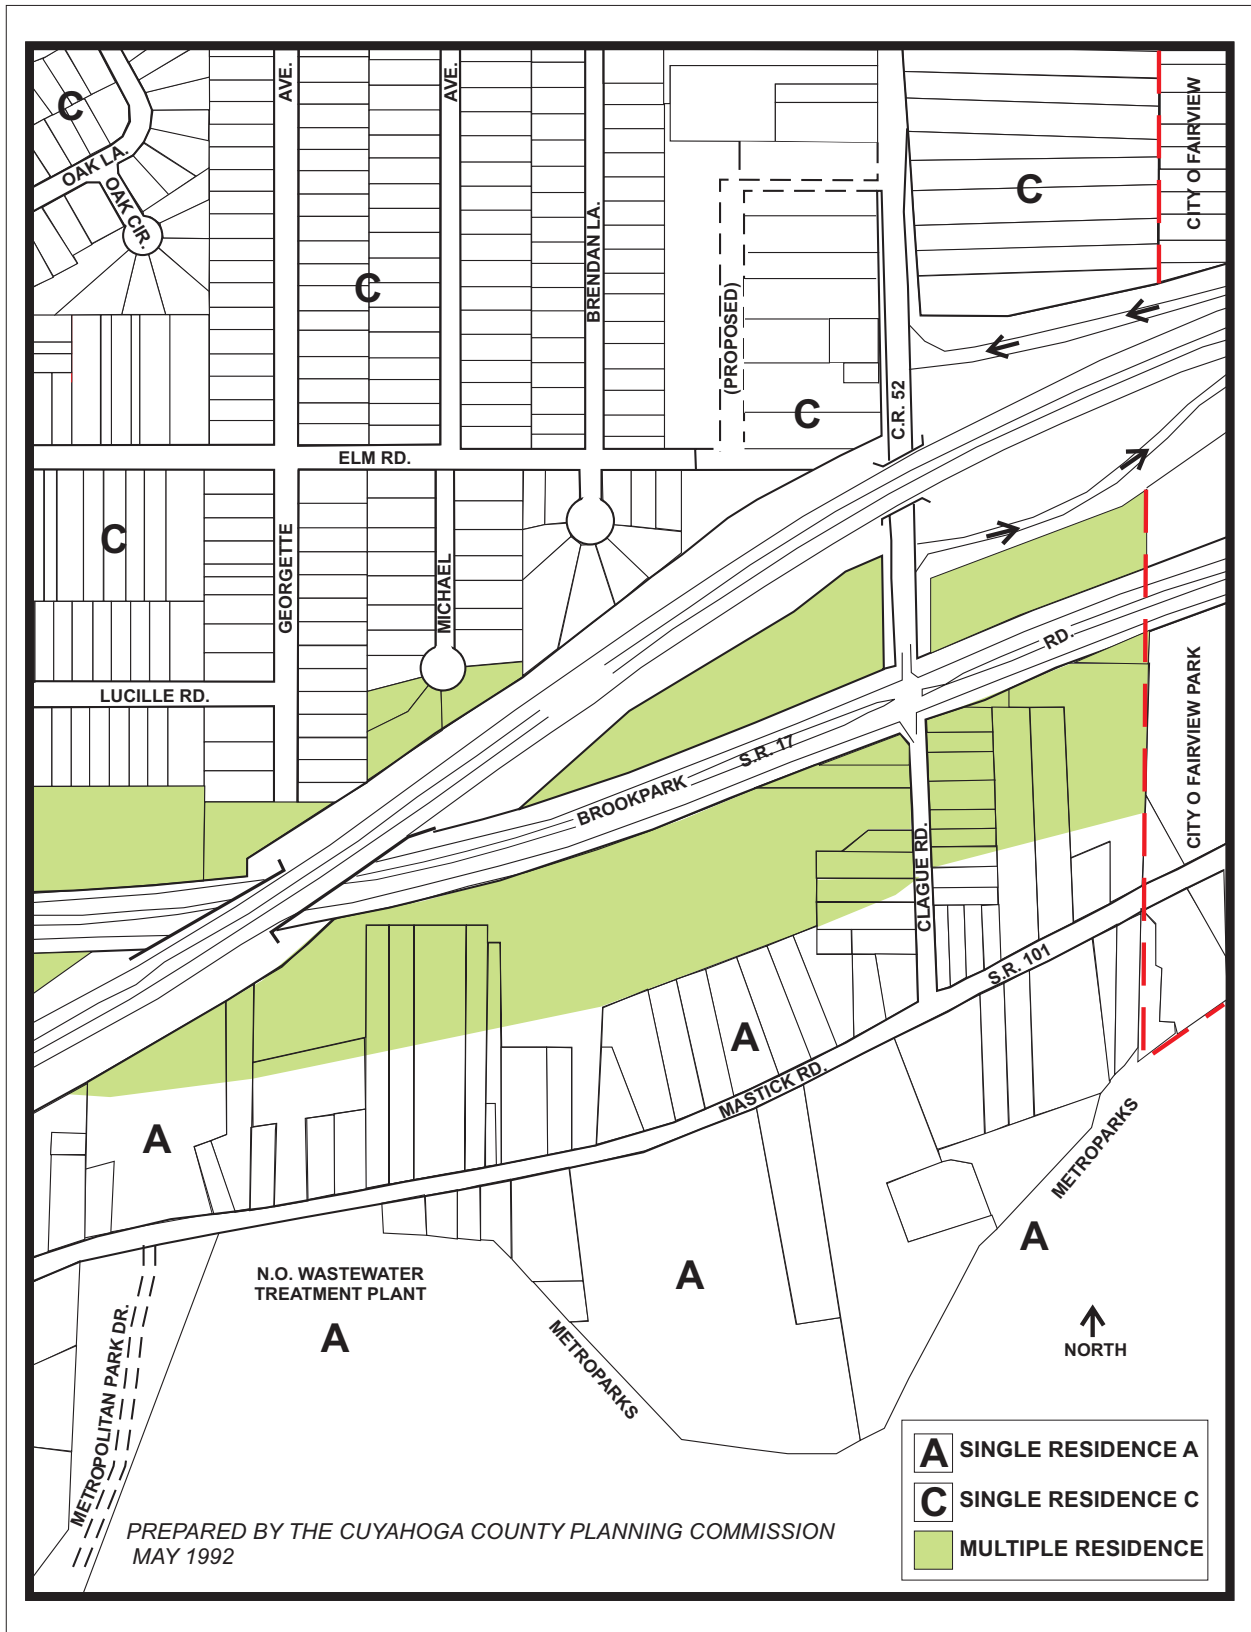 AVE.
AVE.
C
OAK LA.
OAK CIR.
CITY O FAIRVIEW
C
BRENDAN LA.
C
(PROPOSED)
C
C.R. 52
ELM RD.
C
GEORGETTE
MICHAEL
LUCILLE RD.
RD.
S.R. 17
BROOKPARK
CITY O FAIRVIEW PARK
CLAGUE RD.
S.R. 101
A
MASTICK RD.
A
METROPARKS
A
A
N.O. WASTEWATER
TREATMENT PLANT
A
METROPOLITAN PARK DR.
METROPARKS
NORTH
A SINGLE RESIDENCE A
C SINGLE RESIDENCE C
MULTIPLE RESIDENCE
PREPARED BY THE CUYAHOGA COUNTY PLANNING COMMISSION
MAY 1992